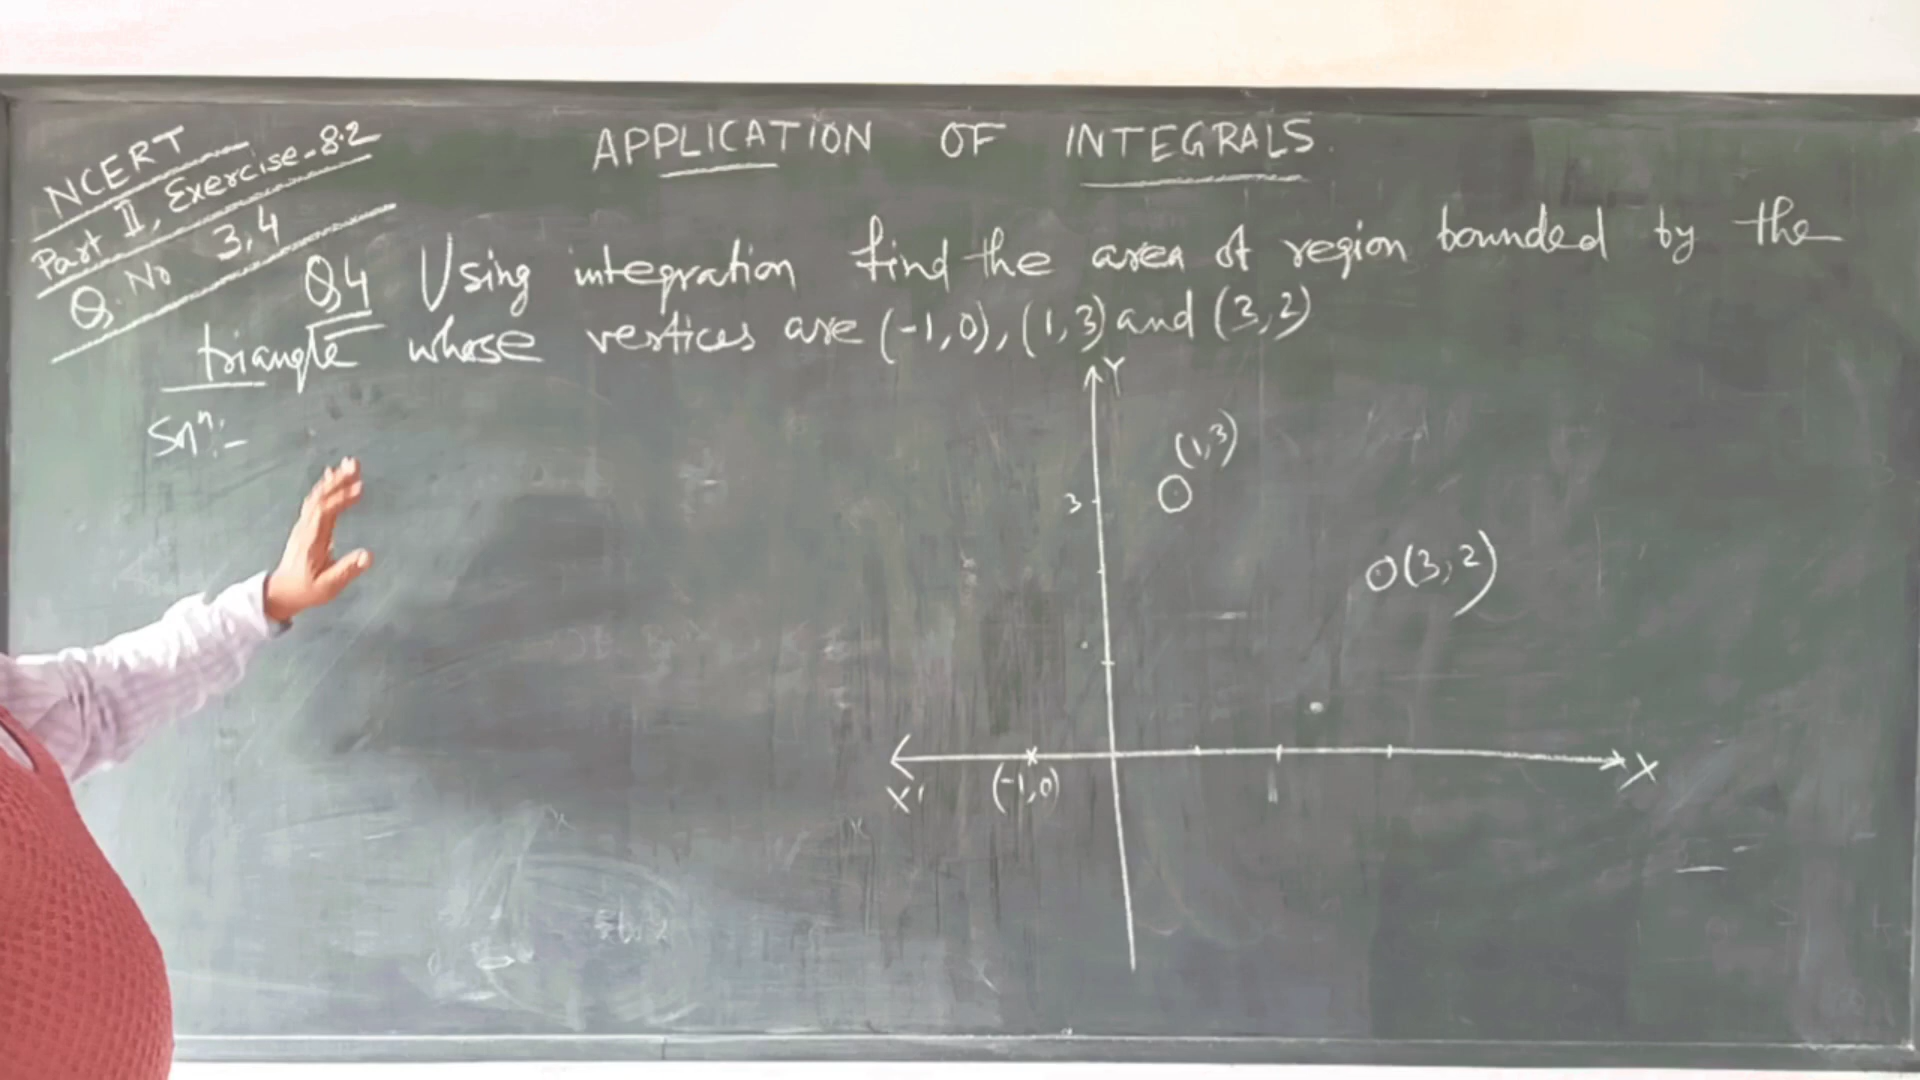 NCERT
Part II, Exercise-8.2
Q. No 3,4
APPLICATION OF INTEGRALS.
Q4 Using integration find the area of region bounded by the
triangle whose vertices are (-1,0), (1,3) and (3,2)
Solⁿ:-
Y
(1,3)
3
(3,2)
X' (-1,0) X